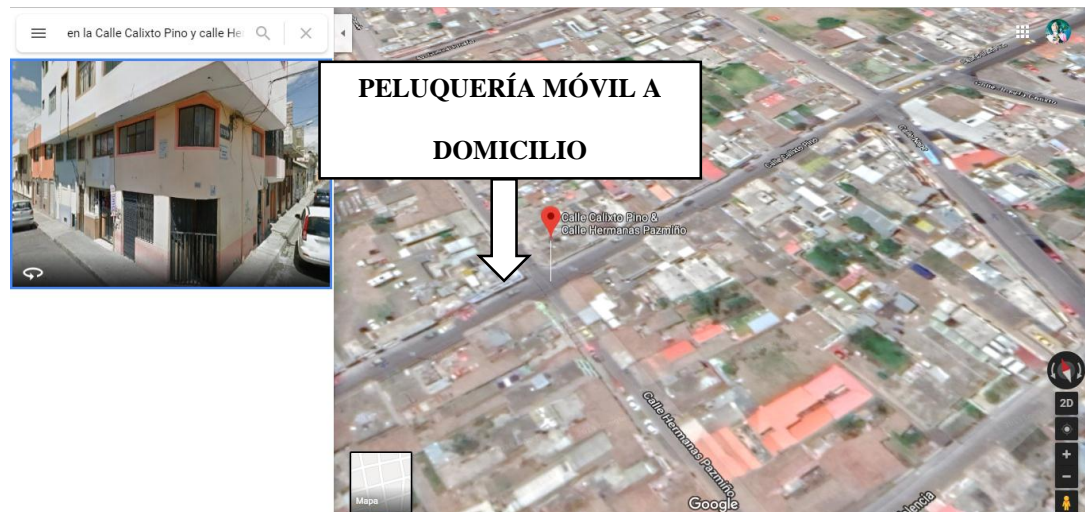 en la Calle Calixto Pino y calle He
PELUQUERÍA MÓVIL A
DOMICILIO
Calle Calixto Pino
Calle Calixto Pino &
Calle Hermanas Pazmiño
Calle Hermanas Pazmiño
2D
Mapa
Google